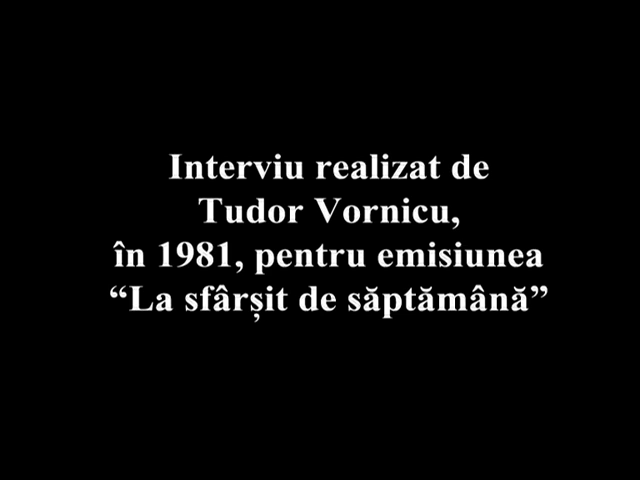 Interviu realizat de
Tudor Vornicu,
în 1981, pentru emisiunea
“La sfârșit de săptămână”